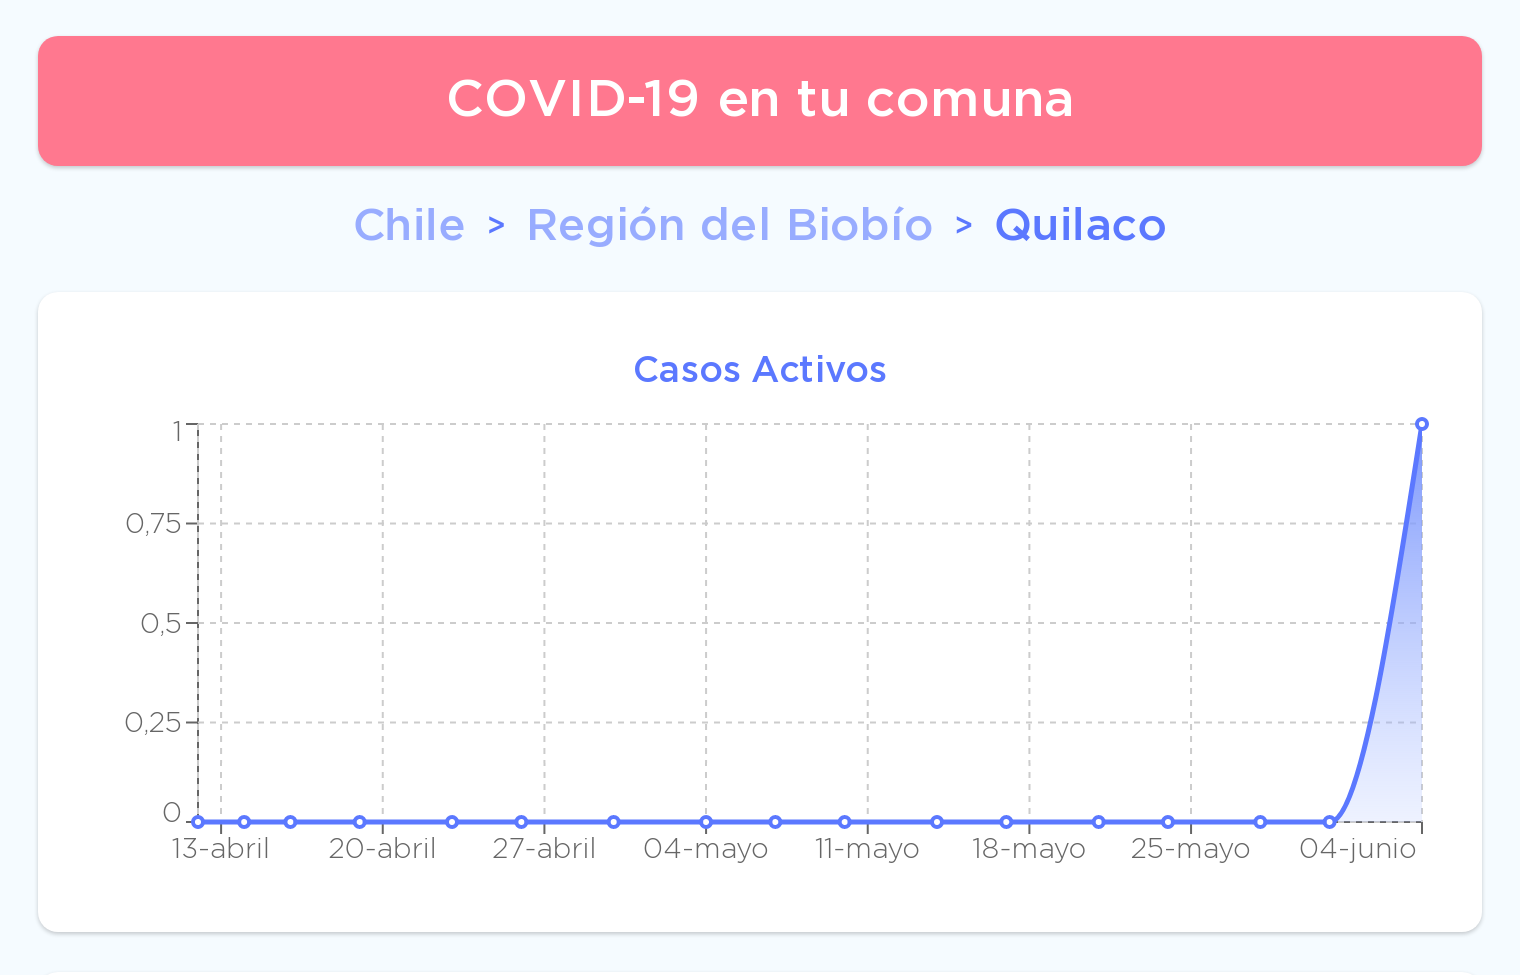 COVID-19 en tu comuna
Chile > Región del Biobío > Quilaco
Casos Activos
1
0,75
0,5
0,25
0
13-abril 20-abril 27-abril 04-mayo 11-mayo 18-mayo 25-mayo 04-junio